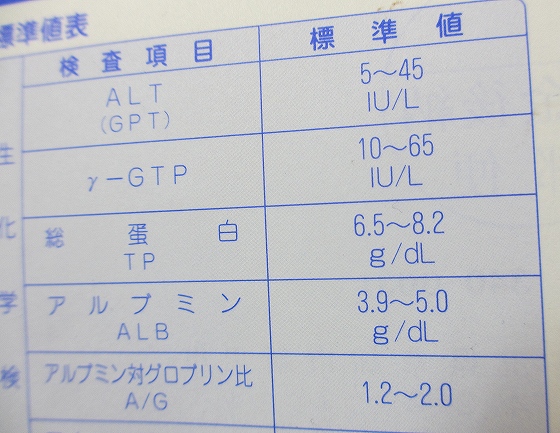 標準値表
検査項目 標準値
ALT
(GPT)
5〜45
IU/L
γ-GTP
10〜65
IU/L
総蛋白
TP
6.5〜8.2
g/dL
アルブミン
ALB
3.9〜5.0
g/dL
アルブミン対グロブリン比
A/G
1.2〜2.0
生化学検